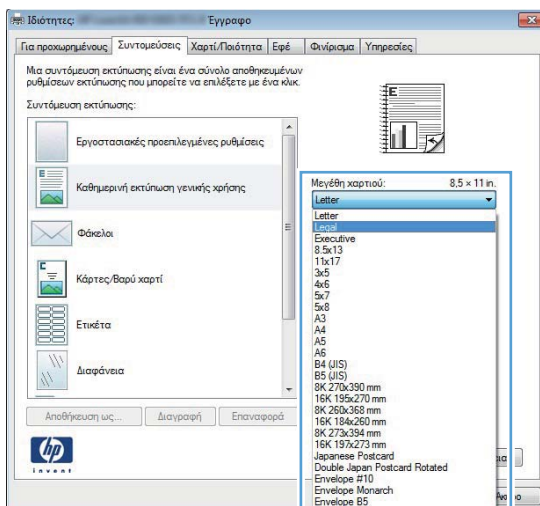 Ιδιότητες: Έγγραφο
Για προχωρημένους Συντομεύσεις Χαρτί/Ποιότητα Εφέ Φινίρισμα Υπηρεσίες
Μια συντόμευση εκτύπωσης είναι ένα σύνολο αποθηκευμένων
ρυθμίσεων εκτύπωσης που μπορείτε να επιλέξετε με ένα κλικ.
Συντόμευση εκτύπωσης:
Εργοστασιακές προεπιλεγμένες ρυθμίσεις
Καθημερινή εκτύπωση γενικής χρήσης
Φάκελοι
Κάρτες/Βαρύ χαρτί
Ετικέτα
Διαφάνεια
Αποθήκευση ως... Διαγραφή Επαναφορά
hp
invent
E
Μεγέθη χαρτιού: 8,5 × 11 in.
Letter
Letter
Legal
Executive
8.5x13
11x17
3x5
4x6
5x7
5x8
A3
A4
A5
A6
B4 (JIS)
B5 (JIS)
8K 270x390 mm
16K 195x270 mm
8K 260x368 mm
16K 184x260 mm
8K 273x394 mm
16K 197x273 mm
Japanese Postcard
Double Japan Postcard Rotated
Envelope #10
Envelope Monarch
Envelope B5